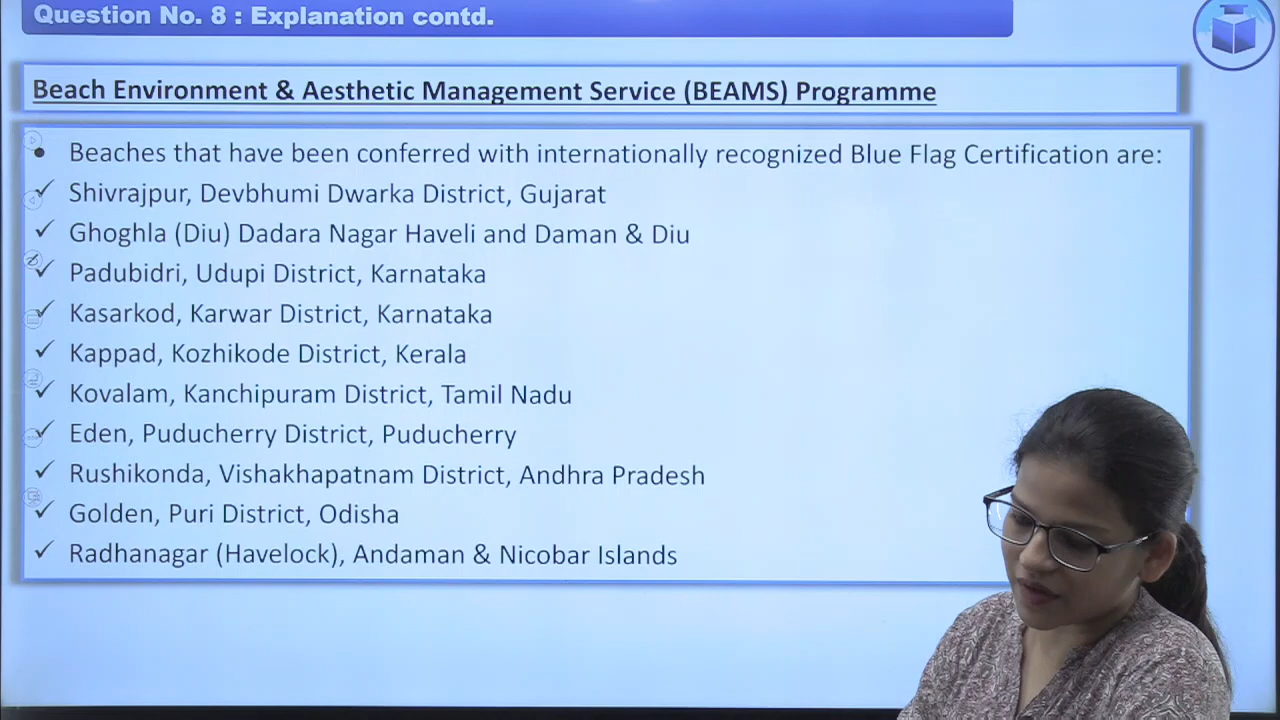 Question No. 8 : Explanation contd.
Beach Environment & Aesthetic Management Service (BEAMS) Programme
• Beaches that have been conferred with internationally recognized Blue Flag Certification are:
✓ Shivrajpur, Devbhumi Dwarka District, Gujarat
✓ Ghoghla (Diu) Dadara Nagar Haveli and Daman & Diu
✓ Padubidri, Udupi District, Karnataka
✓ Kasarkod, Karwar District, Karnataka
✓ Kappad, Kozhikode District, Kerala
✓ Kovalam, Kanchipuram District, Tamil Nadu
✓ Eden, Puducherry District, Puducherry
✓ Rushikonda, Vishakhapatnam District, Andhra Pradesh
✓ Golden, Puri District, Odisha
✓ Radhanagar (Havelock), Andaman & Nicobar Islands